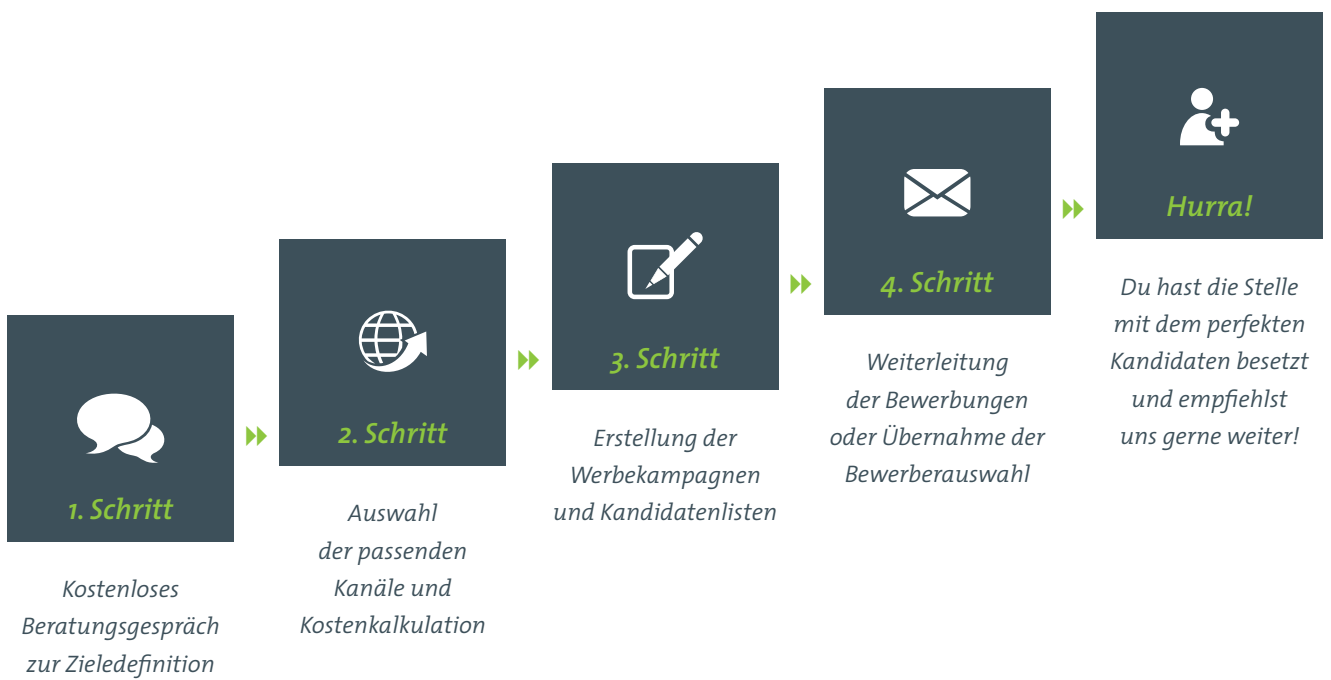 1. Schritt
Kostenloses
Beratungsgespräch
zur Zieledefinition
2. Schritt
Auswahl
der passenden
Kanäle und
Kostenkalkulation
3. Schritt
Erstellung der
Werbekampagnen
und Kandidatenlisten
4. Schritt
Weiterleitung
der Bewerbungen
oder Übernahme der
Bewerberauswahl
Hurra!
Du hast die Stelle
mit dem perfekten
Kandidaten besetzt
und empfiehlst
uns gerne weiter!